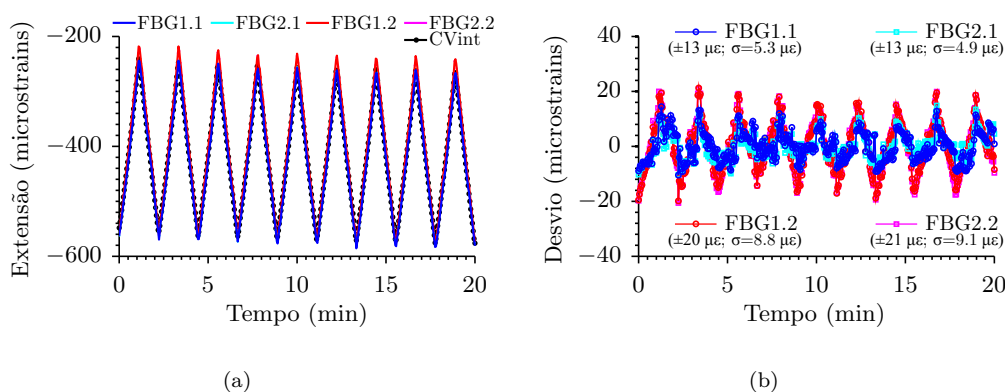 FBG1.1 FBG2.1 FBG1.2 FBG2.2
CVint
Extensão (microstrains)
−200
−400
−600
0 5 10 15 20
Tempo (min)
(a)
FBG1.1 FBG2.1
(±13 µε; σ=5.3 µε) (±13 µε; σ=4.9 µε)
Desvio (microstrains)
40
20
0
−20
−40
FBG1.2 FBG2.2
(±20 µε; σ=8.8 µε) (±21 µε; σ=9.1 µε)
0 5 10 15 20
Tempo (min)
(b)